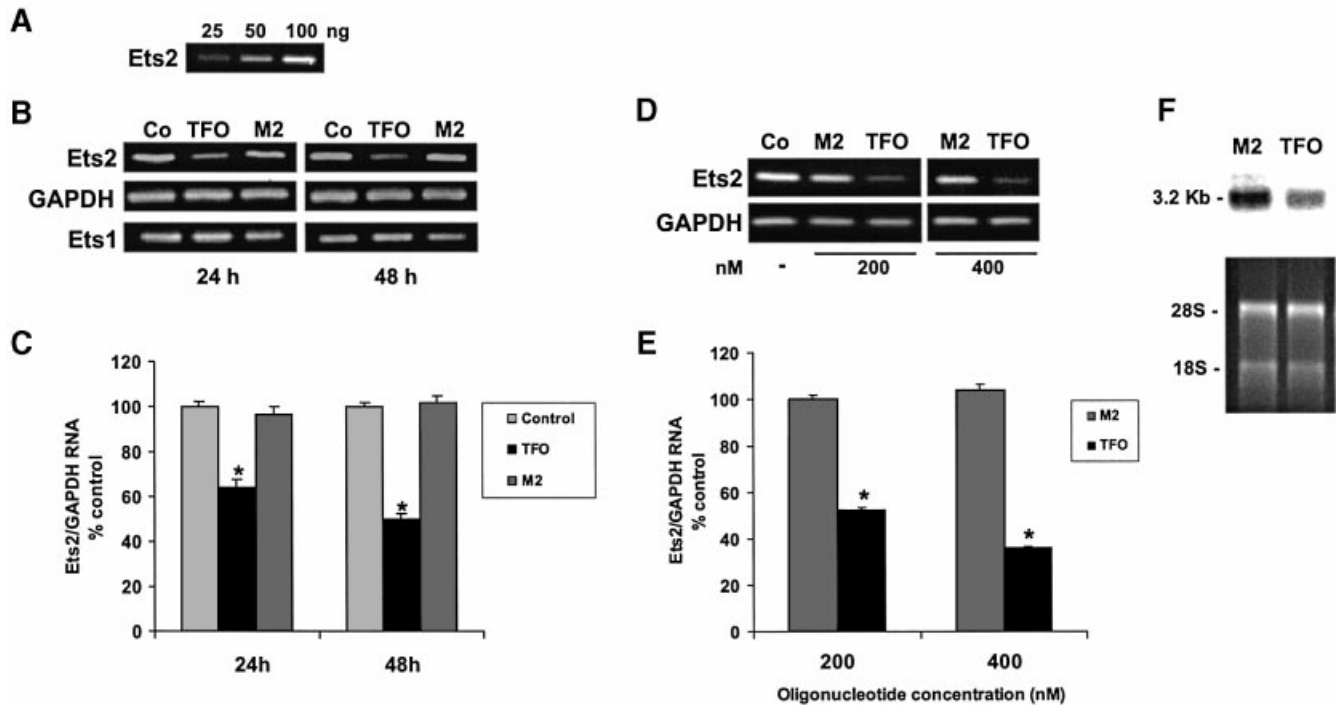 A
25 50 100 ng
Ets2
B
Co TFO M2 Co TFO M2
Ets2
GAPDH
Ets1
24 h 48 h
C
Ets2/GAPDH RNA
% control
120
100
80
60
40
20
0
* *
24h 48h
Control
TFO
M2
D
Co M2 TFO M2 TFO
Ets2
GAPDH
nM - 200 400
E
Ets2/GAPDH RNA
% control
120
100
80
60
40
20
0
* *
200 400
Oligonucleotide concentration (nM)
M2
TFO
F
M2 TFO
3.2 Kb -
28S -
18S -